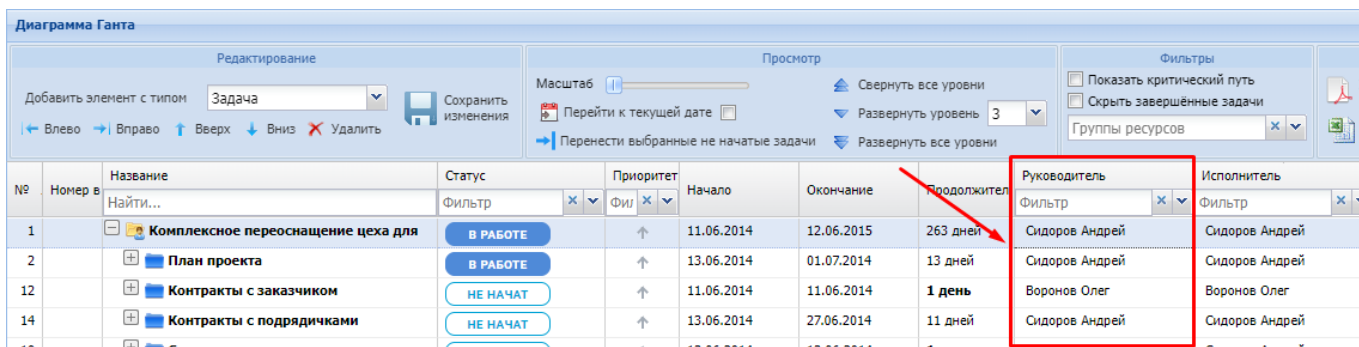 Диаграмма Ганта
Редактирование
Добавить элемент с типом Задача
Влево Вправо Вверх Вниз Удалить
Сохранить
изменения
Просмотр
Масштаб
Перейти к текущей дате
Перенести выбранные не начатые задачи
Свернуть все уровни
Развернуть уровень 3
Развернуть все уровни
Фильтры
Показать критический путь
Скрыть завершённые задачи
Группы ресурсов
№ Номер в Название Статус Приоритет Начало Окончание Продолжител Руководитель Исполнитель
Найти... Фильтр Фил Фильтр Фильтр
1 Комплексное переоснащение цеха для В РАБОТЕ 11.06.2014 12.06.2015 263 дней Сидоров Андрей Сидоров Андрей
2 План проекта В РАБОТЕ 13.06.2014 01.07.2014 13 дней Сидоров Андрей Сидоров Андрей
12 Контракты с заказчиком НЕ НАЧАТ 11.06.2014 11.06.2014 1 день Воронов Олег Воронов Олег
14 Контракты с подрядичками НЕ НАЧАТ 13.06.2014 27.06.2014 11 дней Сидоров Андрей Сидоров Андрей